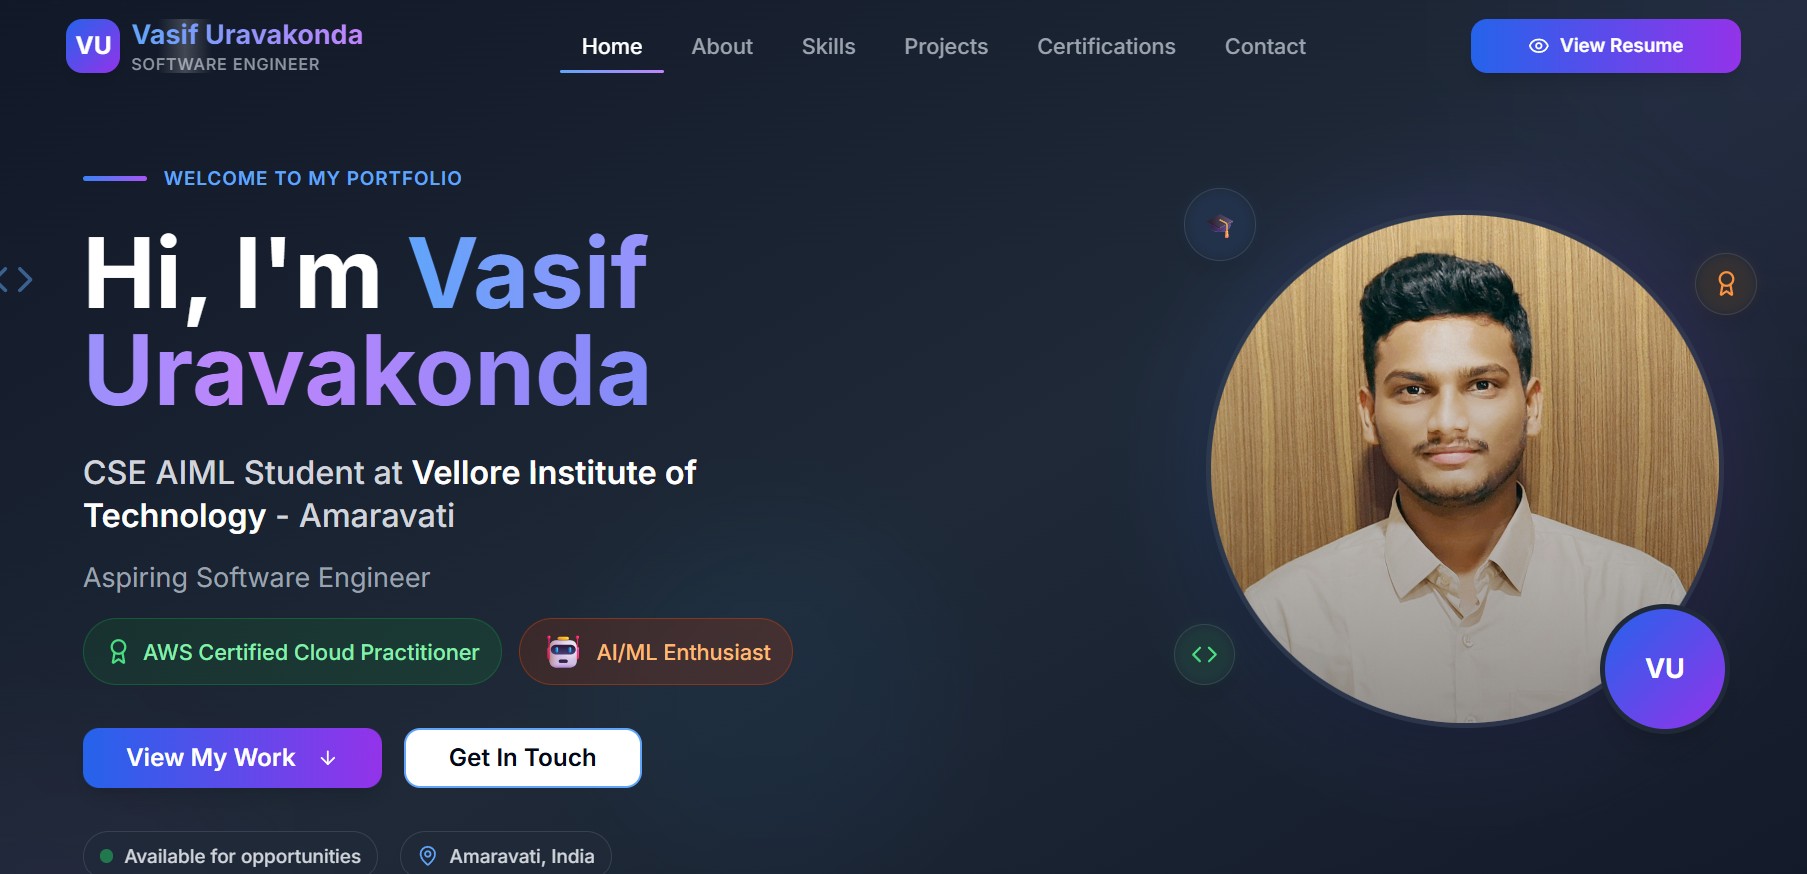 VU
Vasif Uravakonda
SOFTWARE ENGINEER
Home About Skills Projects Certifications Contact
View Resume
WELCOME TO MY PORTFOLIO
Hi, I'm Vasif
Uravakonda
CSE AIML Student at Vellore Institute of
Technology - Amaravati
Aspiring Software Engineer
AWS Certified Cloud Practitioner AI/ML Enthusiast
View My Work Get In Touch
Available for opportunities Amaravati, India
VU